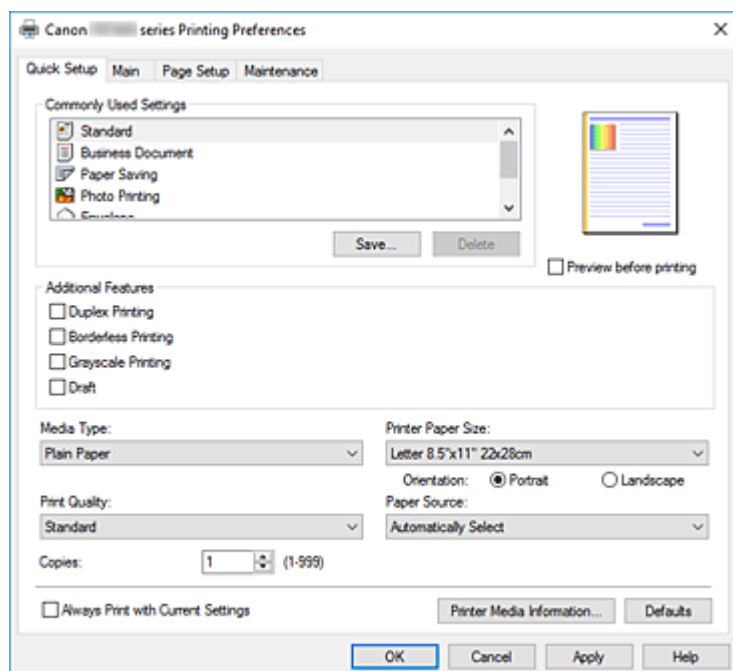 Canon series Printing Preferences
Quick Setup Main Page Setup Maintenance
Commonly Used Settings
Standard
Business Document
Paper Saving
Photo Printing
Envelope
Save... Delete
Preview before printing
Additional Features
Duplex Printing
Borderless Printing
Grayscale Printing
Draft
Media Type: Printer Paper Size:
Plain Paper Letter 8.5"x11" 22x28cm
Orientation: Portrait Landscape
Print Quality: Paper Source:
Standard Automatically Select
Copies: 1 (1-999)
Always Print with Current Settings Printer Media Information... Defaults
OK Cancel Apply Help